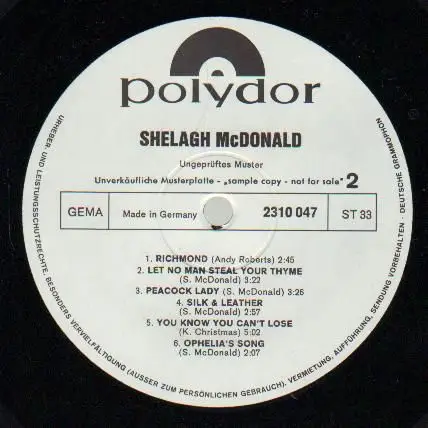 polydor
SHELAGH McDONALD
Ungeprüftes Muster
Unverkäufliche Musterplatte - „sample copy - not for sale" 2
GEMA Made in Germany 2310 047 ST 33
1. RICHMOND (Andy Roberts) 2:45
2. LET NO MAN STEAL YOUR THYME
(S. McDonald) 3:22
3. PEACOCK LADY (S. McDonald) 3:26
4. SILK & LEATHER
(S. McDonald) 2:57
5. YOU KNOW YOU CAN'T LOSE
(K. Christmas) 5:02
6. OPHELIA'S SONG
(S. McDonald) 2:07
URHEBER- UND LEISTUNGSSCHUTZRECHTE, BESONDERS VERVIELFÄLTIGUNG (AUSSER ZUM PERSÖNLICHEN GEBRAUCH), VERMIETUNG, AUFFÜHRUNG, SENDUNG VORBEHALTEN - DEUTSCHE GRAMMOPHON